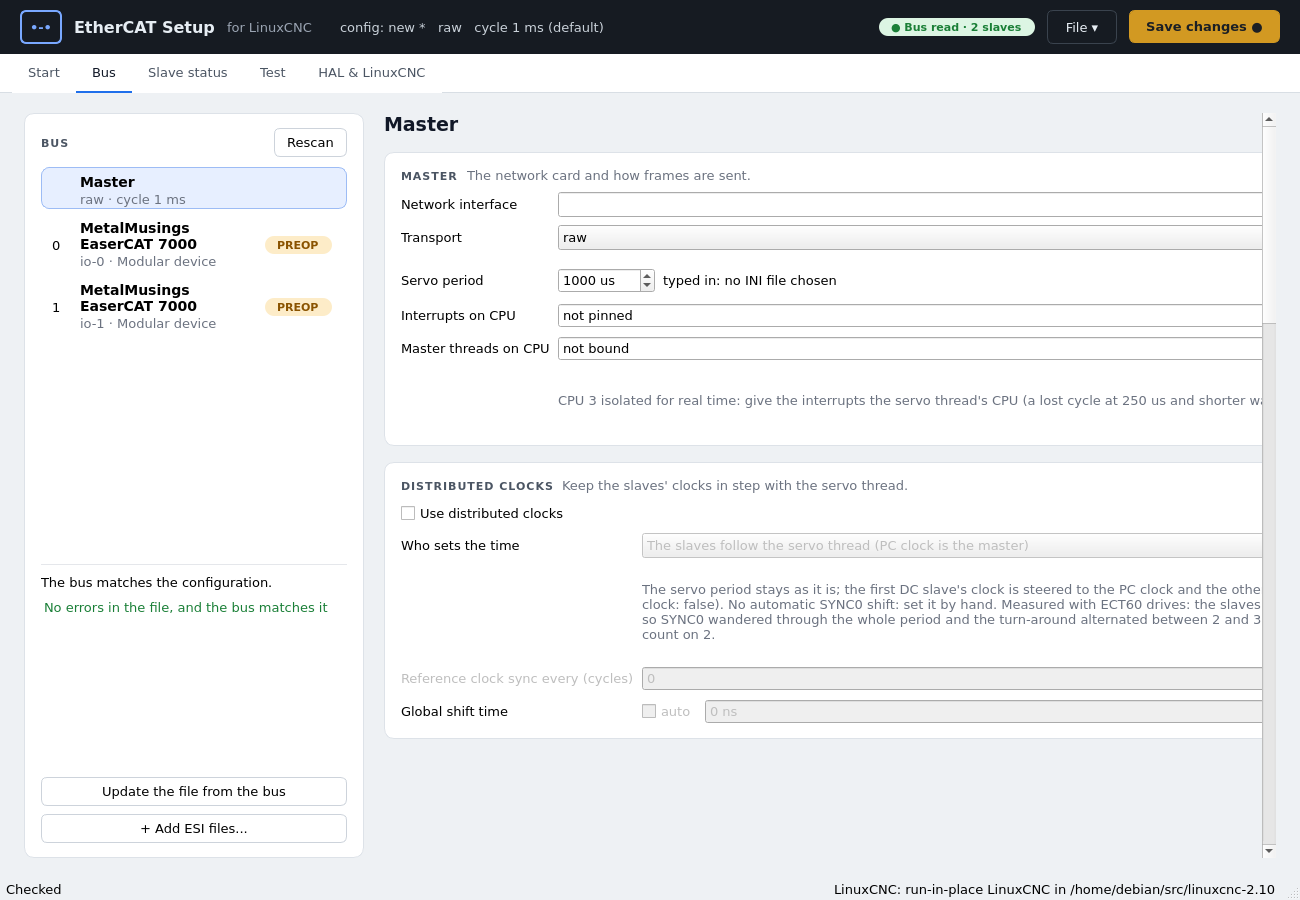 EtherCAT Setup for LinuxCNC config: new * raw cycle 1 ms (default) ● Bus read · 2 slaves File ▾ Save changes ●
Start Bus Slave status Test HAL & LinuxCNC
BUS Rescan
Master
raw · cycle 1 ms
MetalMusings
0 EaserCAT 7000 PREOP
io-0 · Modular device
MetalMusings
1 EaserCAT 7000 PREOP
io-1 · Modular device
The bus matches the configuration.
No errors in the file, and the bus matches it
Update the file from the bus
+ Add ESI files...
Master
MASTER The network card and how frames are sent.
Network interface
Transport raw
Servo period 1000 us typed in: no INI file chosen
Interrupts on CPU not pinned
Master threads on CPU not bound
CPU 3 isolated for real time: give the interrupts the servo thread's CPU (a lost cycle at 250 us and shorter
DISTRIBUTED CLOCKS Keep the slaves' clocks in step with the servo thread.
Use distributed clocks
Who sets the time The slaves follow the servo thread (PC clock is the master)
The servo period stays as it is; the first DC slave's clock is steered to the PC clock and the
clock: false). No automatic SYNC0 shift: set it by hand. Measured with ECT60 drives: the slaves
so SYNC0 wandered through the whole period and the turn-around alternated between 2 and 3
count on 2.
Reference clock sync every (cycles) 0
Global shift time auto 0 ns
Checked LinuxCNC: run-in-place LinuxCNC in /home/debian/src/linuxcnc-2.10